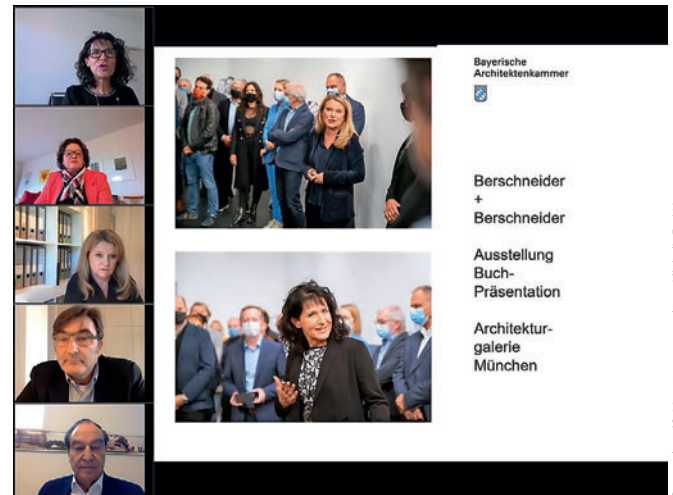 Bayerische
Architektenkammer
Berschneider
+
Berschneider
Ausstellung
Buch-
Präsentation
Architektur-
galerie
München